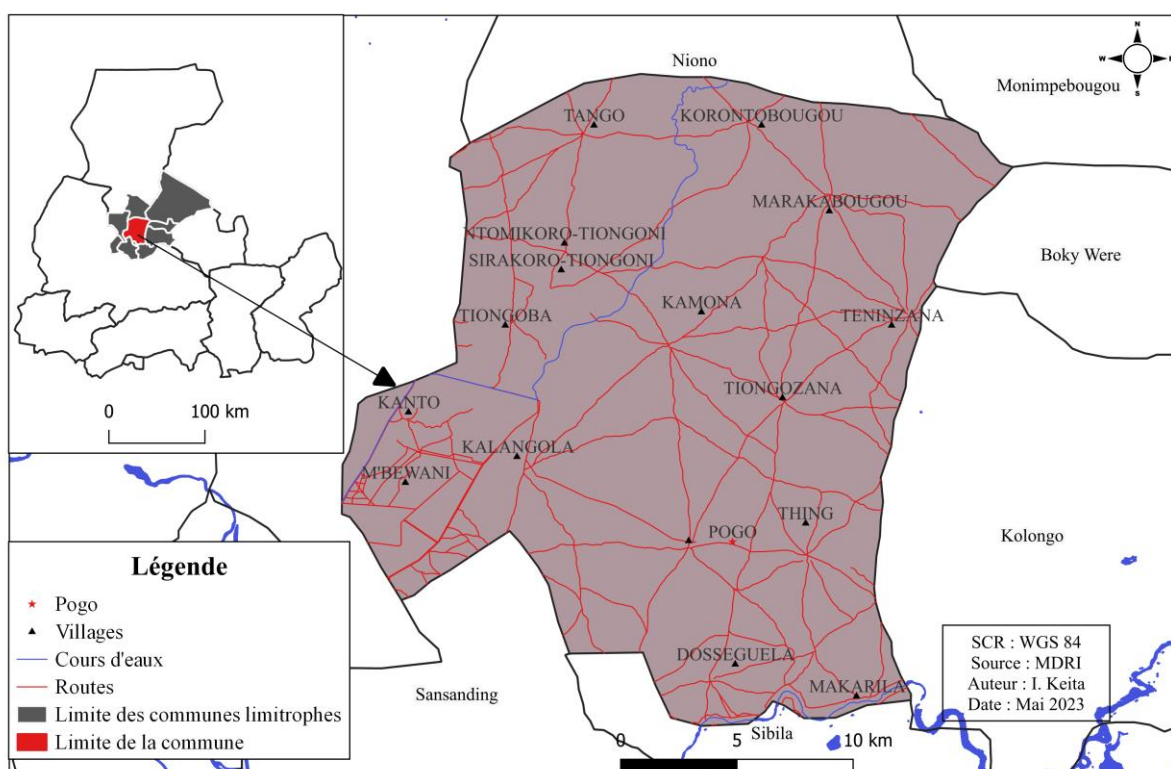 Niono
Monimpebougou
N
W
E
S
TANGO
KORONTOBOUGOU
MARAKABOUGOU
NTOMIKORO-TIONGONI
SIRAKORO-TIONGONI
Boky Were
KAMONA
TIONGOBA
TENINZANA
0 100 km
TIONGOZANA
KANTO
KALANGOLA
M'BEWANI
THING
POGO
Kolongo
DOSSEGUELA
MAKARILA
Sansanding
Sibila
Légende
Pogo
Villages
Cours d'eaux
Routes
Limite des communes limitrophes
Limite de la commune
SCR : WGS 84
Source : MDRI
Auteur : I. Keita
Date : Mai 2023
0 5 10 km